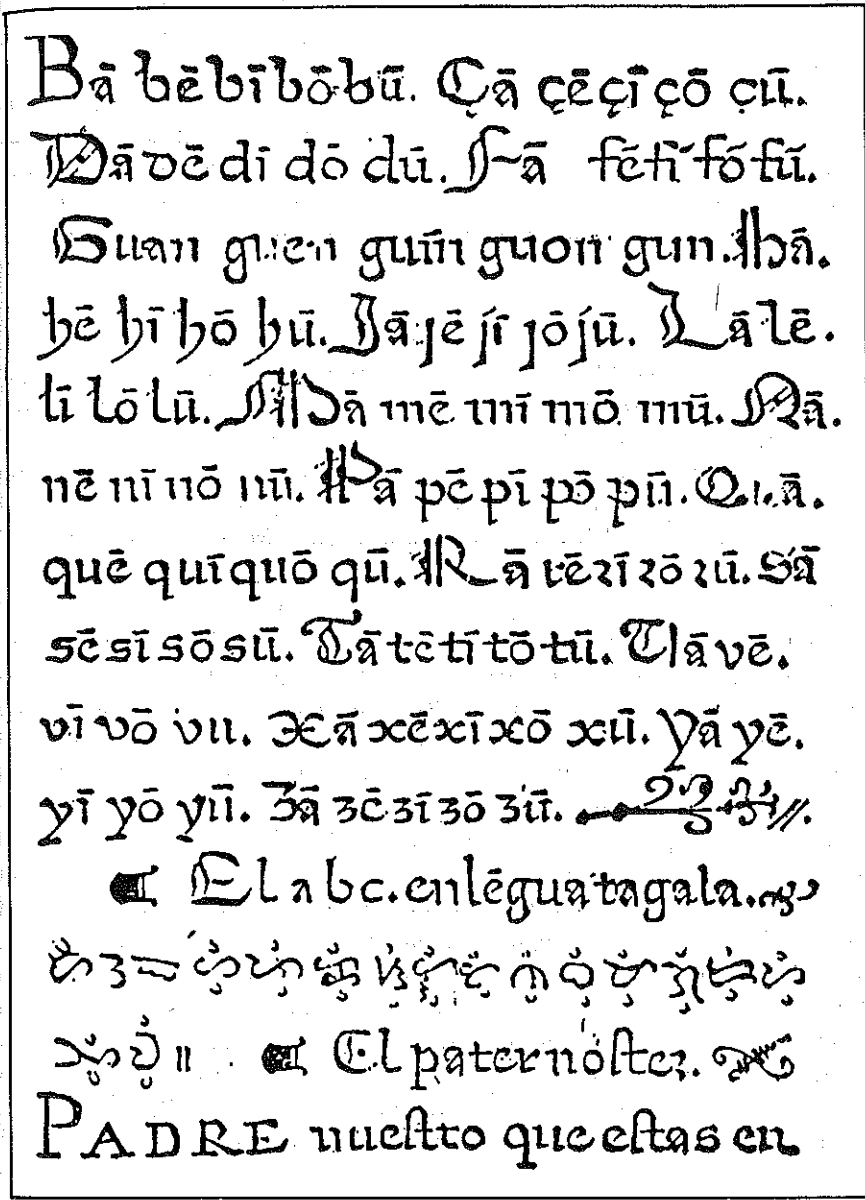 Bā bē bī bō bū. Çā çē çī çō çū.
Dā dē dī dō dū. Fā fē fī fō fū.
Guan guen guīn guon gun. Hā.
hē hī hō hū. Jā jē jī jō jū. Lā lē.
lī lō lū. Mā mē mī mō mū. Nā.
nē nī nō nū. Pā pē pī pō pū. Quā.
quē quī quō qū. Rā rē rī rō rū. Sā
sē sī sō sū. Tā tē tī tō tū. Uā vē.
vī vō vu. Xā xē xī xō xū. Yā yē.
yī yō yū. Zā zē zī zō zū.
El a b c. en lēgua tagala.
ᜀ ᜂ ᜁ ᜑᜒᜓ ᜉᜒᜓ ᜃᜒᜓ ᜐᜒᜓ ᜎᜒᜓ ᜆᜒᜓ ᜈᜒᜓ ᜊᜒᜓ ᜋᜒᜓ ᜄᜒᜓ ᜇᜒᜓ ᜌᜒᜓ
ᜅᜒᜓ ᜏᜒᜓ ॥ El pater noſter.
PADRE nueſtro que eſtas en